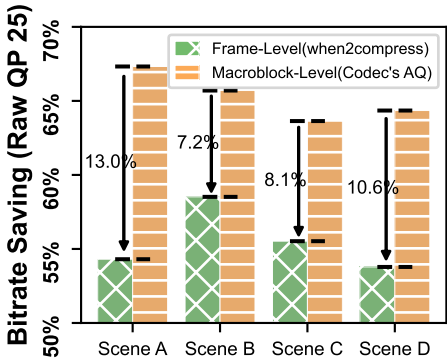 Bitrate Saving (Raw QP 25)
70%
65%
60%
55%
50%
Frame-Level(when2compress)
Macroblock-Level(Codec's AQ)
13.0%
7.2%
8.1%
10.6%
Scene A
Scene B
Scene C
Scene D